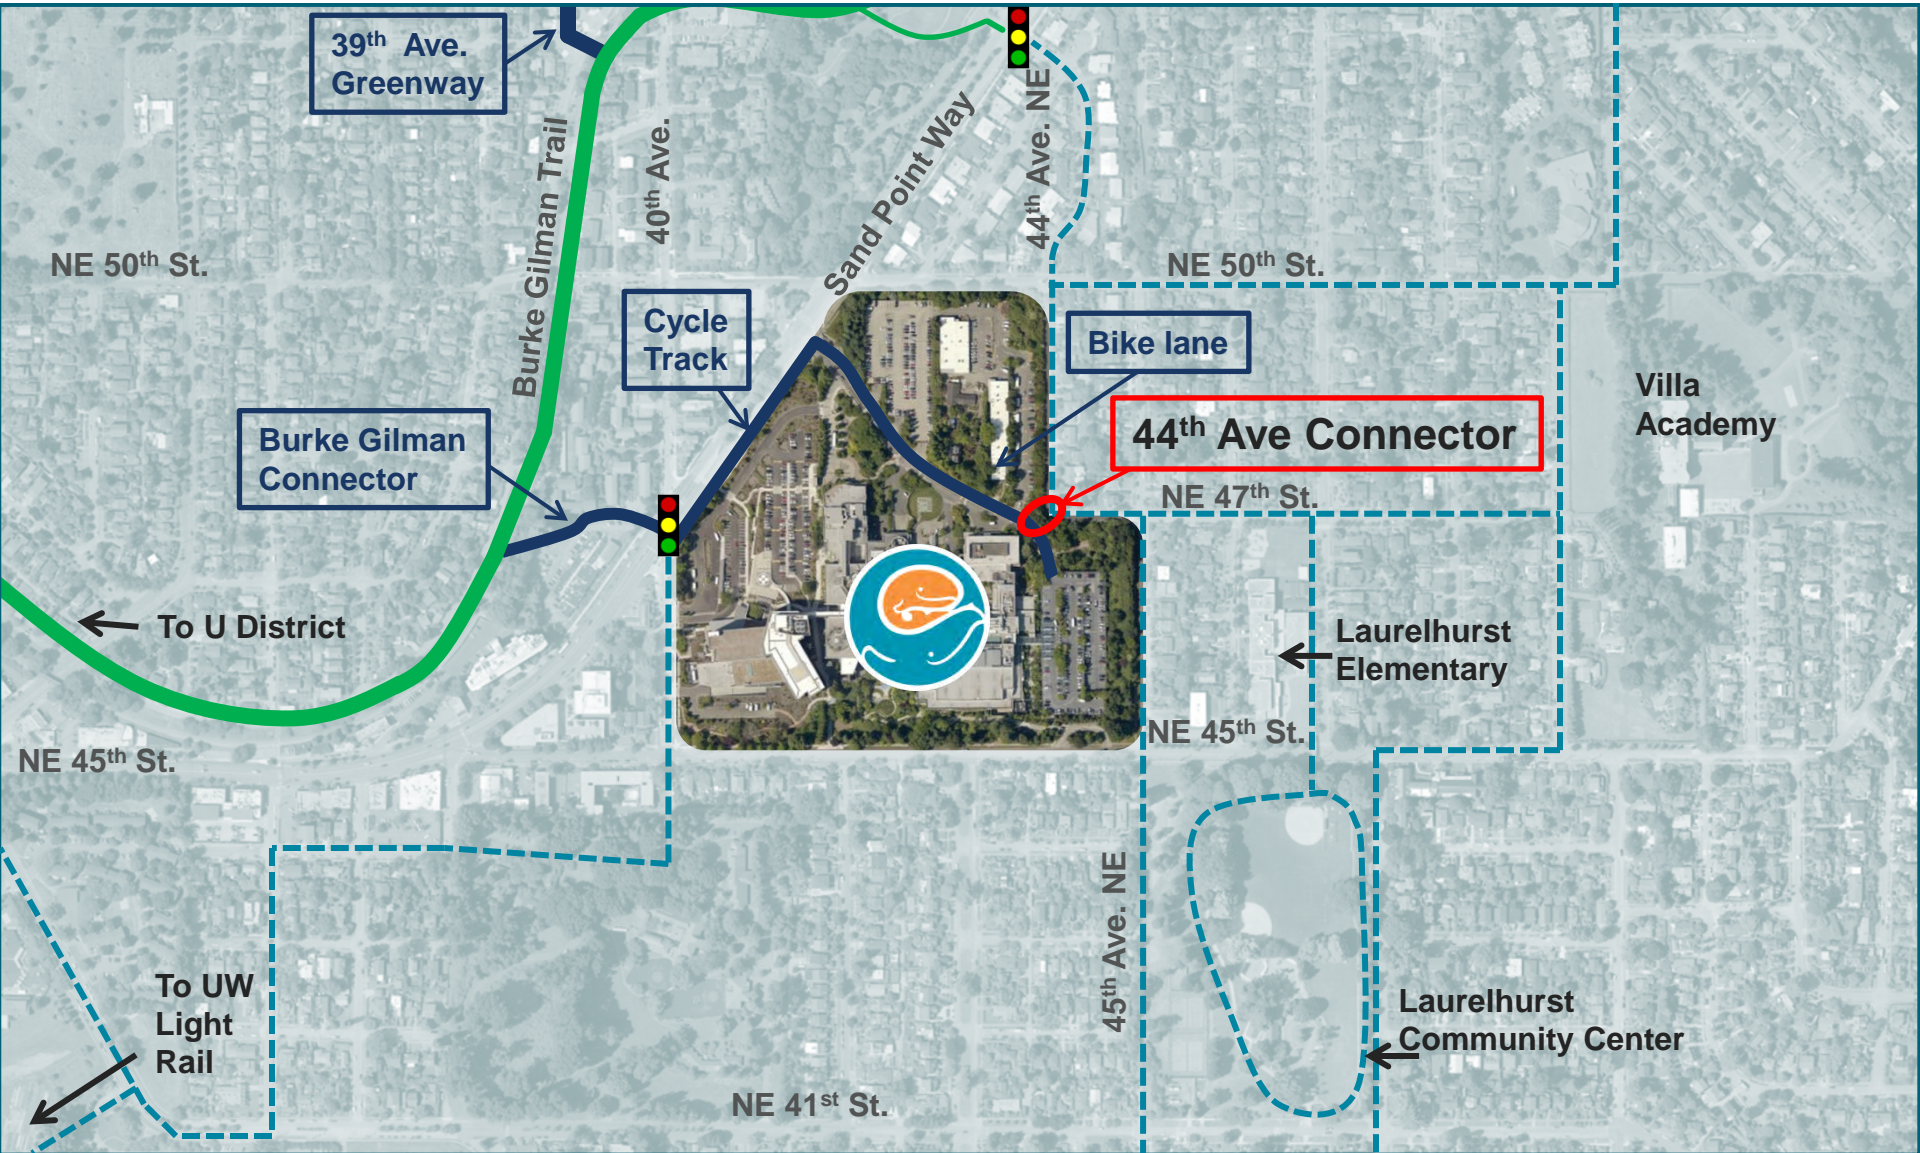 39th Ave.
Greenway
Burke Gilman Trail
40th Ave.
Sand Point Way
44th Ave. NE
NE 50th St.
NE 50th St.
Cycle
Track
Bike lane
Villa
Academy
44th Ave Connector
Burke Gilman
Connector
NE 47th St.
To U District
Laurelhurst
Elementary
NE 45th St.
NE 45th St.
45th Ave. NE
To UW
Light
Rail
Laurelhurst
Community Center
NE 41st St.